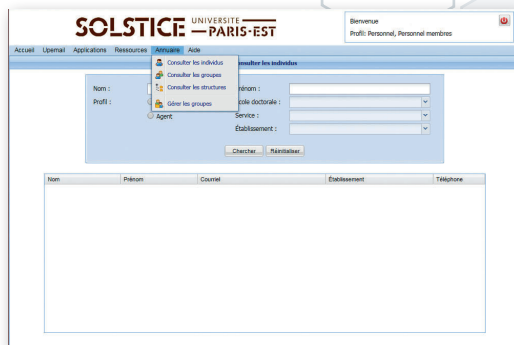 SOLSTICE UNIVERSITÉ PARIS-EST
Bienvenue
Profil: Personnel, Personnel membres
Accueil Upemail Applications Ressources Annuaire Aide
Consulter les individus
Consulter les groupes
Consulter les structures
Gérer les groupes
onsulter les individus
Nom :
rénom :
Profil :
cole doctorale :
Agent
Service :
Établissement :
Chercher Réinitialiser
Nom Prénom Courriel Établissement Téléphone